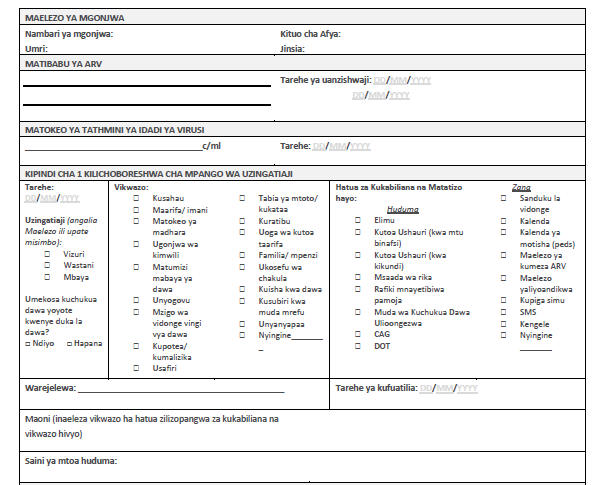 MAELEZO YA MGONJWA
Nambari ya mgonjwa: Kituo cha Afya:
Umri: Jinsia:
MATIBABU YA ARV
Tarehe ya uanzishwaji: DD/MM/YYYY
DD/MM/YYYY
MATOKEO YA TATHMINI YA IDADI YA VIRUSI
c/ml Tarehe: DD/MM/YYYY
KIPINDI CHA 1 KILICHOBORESHWA CHA MPANGO WA UZINGATIAJI
Tarehe:
DD/MM/YYYY
Uzingatiaji (angalia
Maelezo ili upate
misimbo):
☐ Vizuri
☐ Wastani
☐ Mbaya
Umekosa kuchukua
dawa yoyote
kwenye duka la
dawa?
☐ Ndiyo ☐ Hapana
Vikwazo:
☐ Kusahau
☐ Maarifa/ imani
☐ Matokeo ya
madhara
☐ Ugonjwa wa
kimwili
☐ Matumizi
mabaya ya
dawa
☐ Unyogovu
☐ Mzigo wa
vidonge vingi
vya dawa
☐ Kupotea/
kumalizika
☐ Usafiri
☐ Tabia ya mtoto/
kukataa
☐ Kuratibu
☐ Uoga wa kutoa
taarifa
☐ Familia/ mpenzi
☐ Ukosefu wa
chakula
☐ Kuisha kwa dawa
☐ Kusubiri kwa
muda mrefu
☐ Unyanyapaa
☐ Nyingine_______
_
Hatua za Kukabiliana na Matatizo
hayo:
Huduma
☐ Elimu
☐ Kutoa Ushauri (kwa mtu
binafsi)
☐ Kutoa Ushauri (kwa
kikundi)
☐ Msaada wa rika
☐ Rafiki mnayetibiwa
pamoja
☐ Muda wa Kuchukua Dawa
Ulioongezwa
☐ CAG
☐ DOT
Zana
☐ Sanduku la
vidonge
☐ Kalenda
☐ Kalenda ya
motisha (peds)
☐ Maelezo ya
kumeza ARV
☐ Maelezo
yaliyoandikwa
☐ Kupiga simu
☐ SMS
☐ Kengele
☐ Nyingine
_______
Warejelewa: Tarehe ya kufuatilia: DD/MM/YYYY
Maoni (inaeleza vikwazo ha hatua zilizopangwa za kukabiliana na
vikwazo hivyo)
Saini ya mtoa huduma: